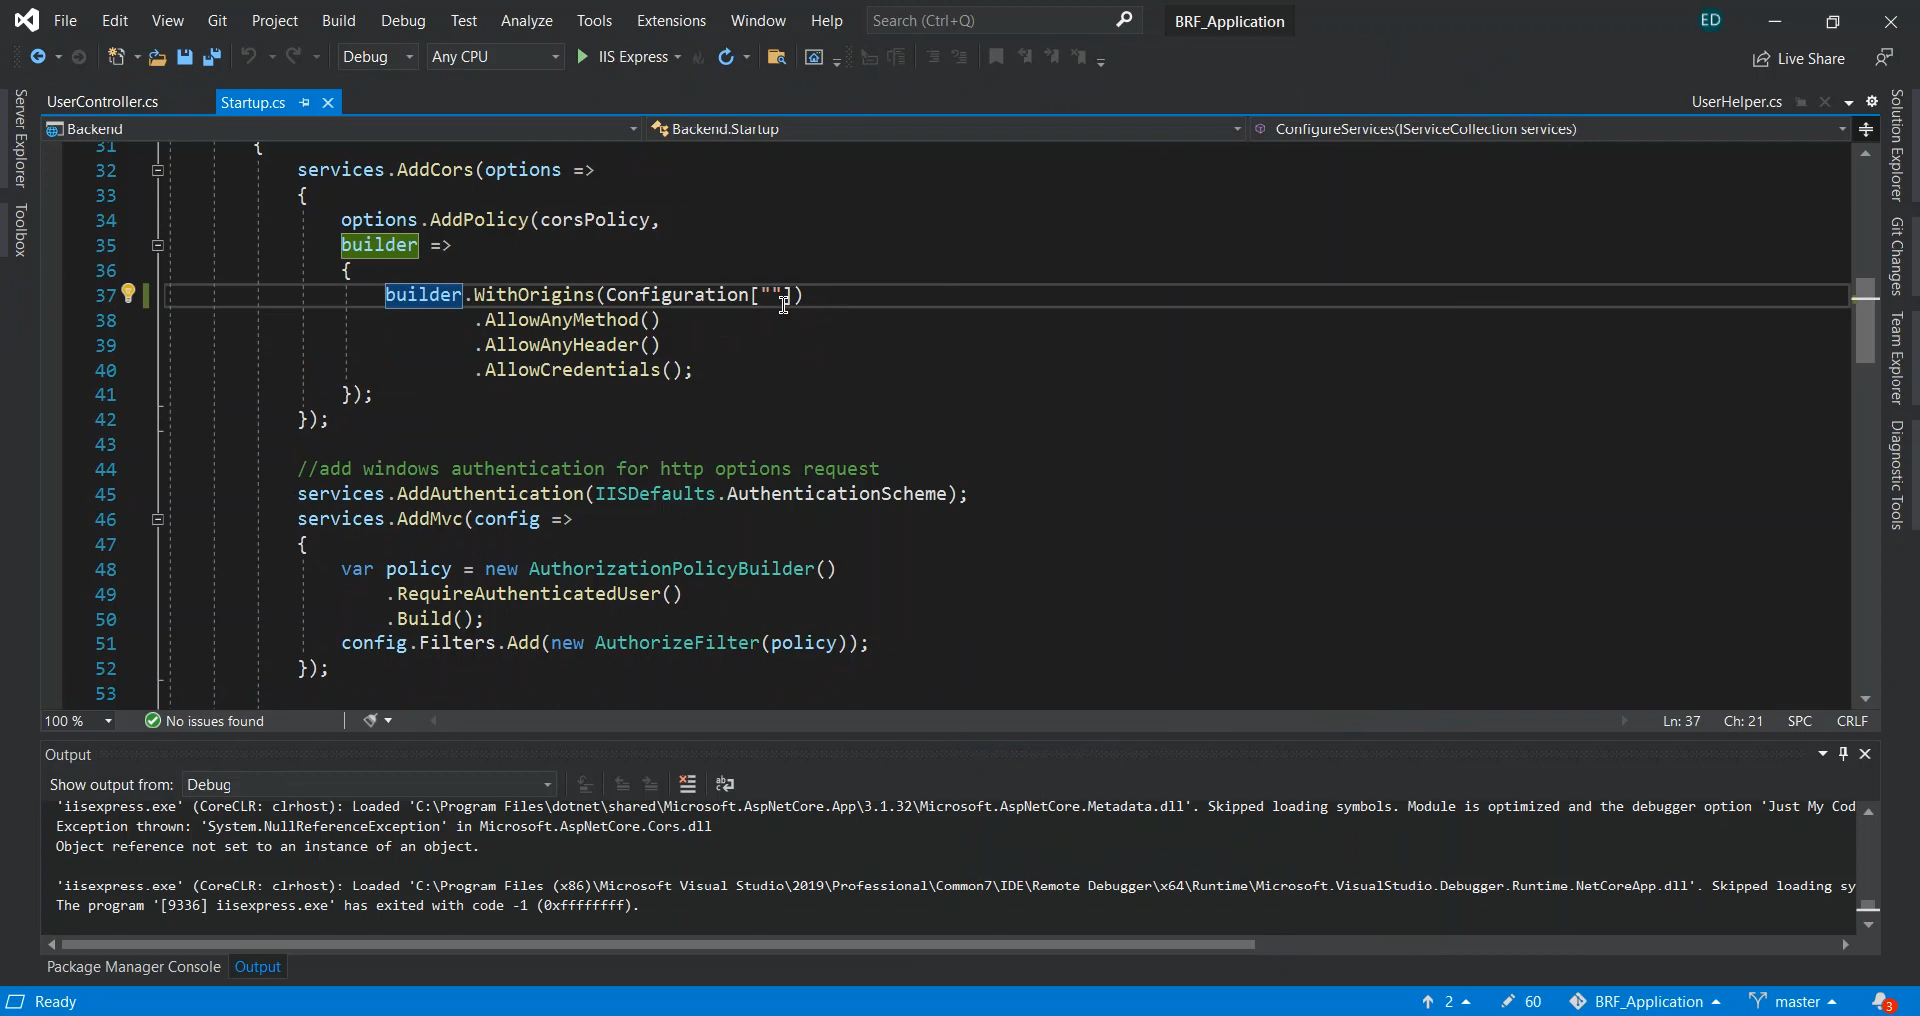 File Edit View Git Project Build Debug Test Analyze Tools Extensions Window Help Search (Ctrl+Q) BRF_Application ED
Debug Any CPU IIS Express Live Share
UserController.cs Startup.cs UserHelper.cs
Backend Backend.Startup ConfigureServices(IServiceCollection services)
Server Explorer
Toolbox
31 {
32 services.AddCors(options =>
33 {
34 options.AddPolicy(corsPolicy,
35 builder =>
36 {
37 builder.WithOrigins(Configuration[""])
38 .AllowAnyMethod()
39 .AllowAnyHeader()
40 .AllowCredentials();
41 });
42 });
43
44 //add windows authentication for http options request
45 services.AddAuthentication(IISDefaults.AuthenticationScheme);
46 services.AddMvc(config =>
47 {
48 var policy = new AuthorizationPolicyBuilder()
49 .RequireAuthenticatedUser()
50 .Build();
51 config.Filters.Add(new AuthorizeFilter(policy));
52 });
53
Solution Explorer
Git Changes
Team Explorer
Diagnostic Tools
100 % No issues found Ln: 37 Ch: 21 SPC CRLF
Output
Show output from: Debug
'iisexpress.exe' (CoreCLR: clrhost): Loaded 'C:\Program Files\dotnet\shared\Microsoft.AspNetCore.App\3.1.32\Microsoft.AspNetCore.Metadata.dll'. Skipped loading symbols. Module is optimized and the debugger option 'Just My Cod
Exception thrown: 'System.NullReferenceException' in Microsoft.AspNetCore.Cors.dll
Object reference not set to an instance of an object.
'iisexpress.exe' (CoreCLR: clrhost): Loaded 'C:\Program Files (x86)\Microsoft Visual Studio\2019\Professional\Common7\IDE\Remote Debugger\x64\Runtime\Microsoft.VisualStudio.Debugger.Runtime.NetCoreApp.dll'. Skipped loading sy
The program '[9336] iisexpress.exe' has exited with code -1 (0xffffffff).
Package Manager Console Output
Ready 2 60 BRF_Application master 3